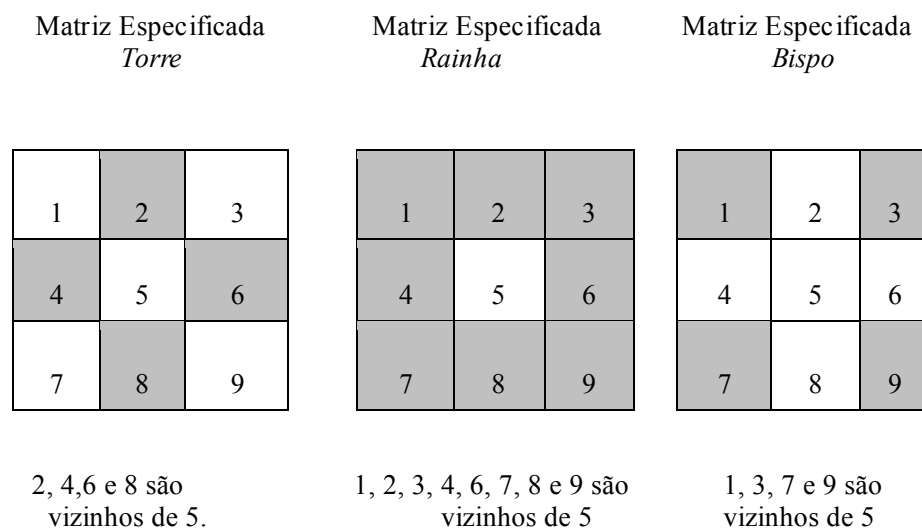 Matriz Especificada
Torre
Matriz Especificada
Rainha
Matriz Especificada
Bispo
1 2 3
4 5 6
7 8 9
1 2 3
4 5 6
7 8 9
1 2 3
4 5 6
7 8 9
2, 4,6 e 8 são
vizinhos de 5.
1, 2, 3, 4, 6, 7, 8 e 9 são
vizinhos de 5
1, 3, 7 e 9 são
vizinhos de 5